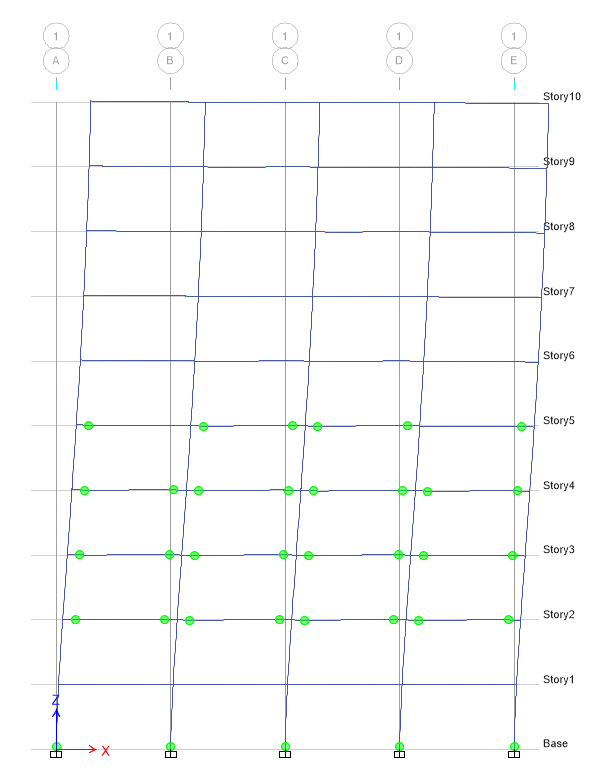 1 1 1 1 1
A B C D E
Story10
Story9
Story8
Story7
Story6
Story5
Story4
Story3
Story2
Story1
Z
Base
X